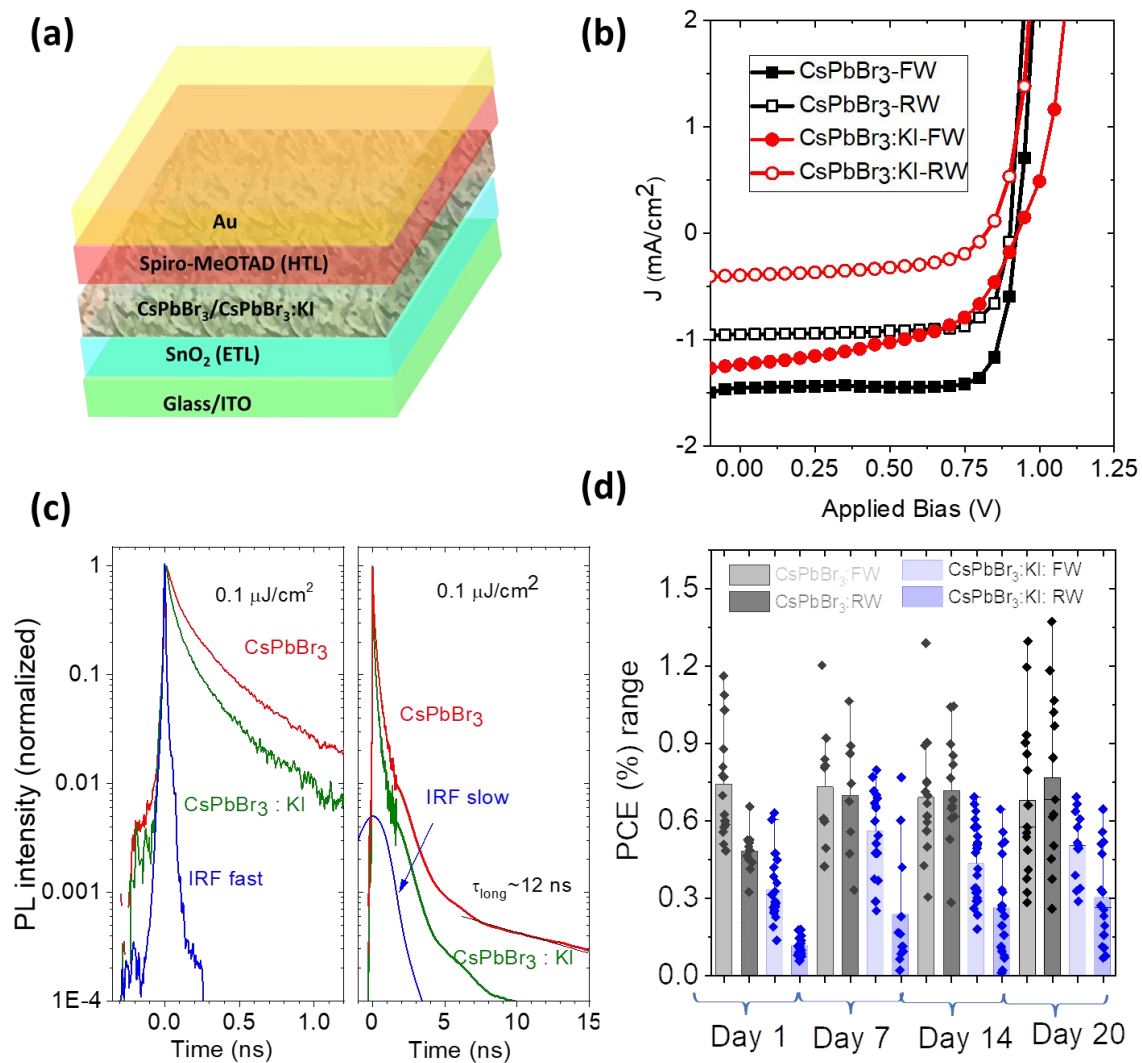 (a)
Au
Spiro-MeOTAD (HTL)
CsPbBr3/CsPbBr3:KI
SnO2 (ETL)
Glass/ITO
(b)
CsPbBr3-FW
CsPbBr3-RW
CsPbBr3:KI-FW
CsPbBr3:KI-RW
2
1
0
-1
-2
J (mA/cm2)
0.00 0.25 0.50 0.75 1.00 1.25
Applied Bias (V)
(c)
0.1 μJ/cm2
CsPbBr3
CsPbBr3 : KI
IRF fast
1
0.1
0.01
0.001
1E-4
PL intensity (normalized)
0.0 0.6 1.2
Time (ns)
0.1 μJ/cm2
CsPbBr3
IRF slow
τlong~12 ns
CsPbBr3 : KI
0 5 10 15
Time (ns)
(d)
CsPbBr3:FW
CsPbBr3:RW
CsPbBr3:KI: FW
CsPbBr3:KI: RW
1.5
1.2
0.9
0.6
0.3
0.0
PCE (%) range
Day 1 Day 7 Day 14 Day 20